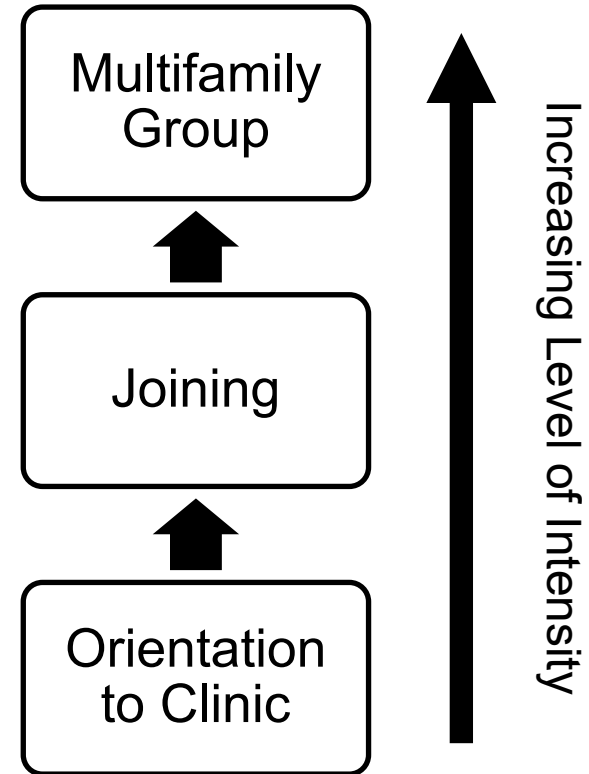 Multifamily
Group
Joining
Orientation
to Clinic
Increasing Level of Intensity